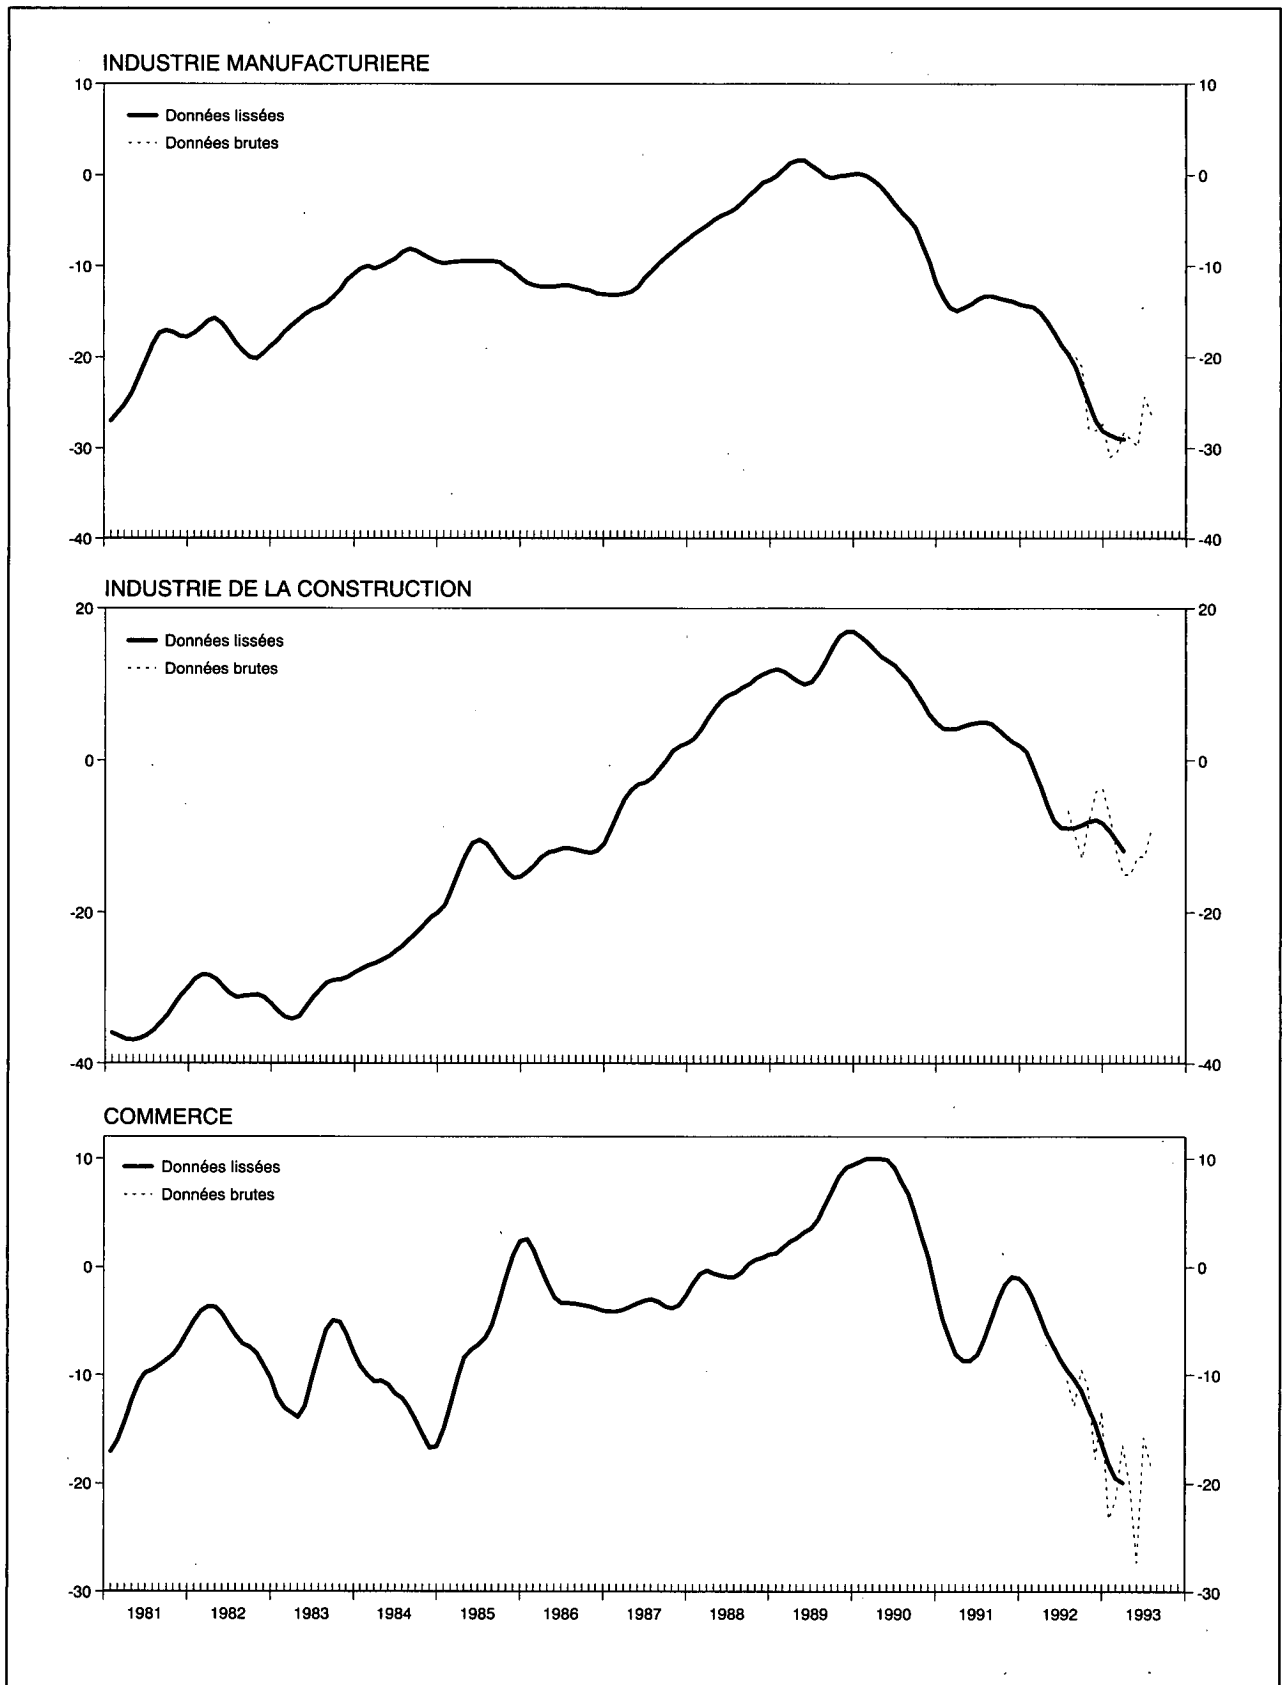 INDUSTRIE MANUFACTURIERE
10 10
Données lissées
Données brutes
0 0
-10 -10
-20 -20
-30 -30
-40 -40
INDUSTRIE DE LA CONSTRUCTION
20 20
Données lissées
Données brutes
0 0
-20 -20
-40 -40
COMMERCE
10 10
Données lissées
Données brutes
0 0
-10 -10
-20 -20
-30 -30
1981 1982 1983 1984 1985 1986 1987 1988 1989 1990 1991 1992 1993